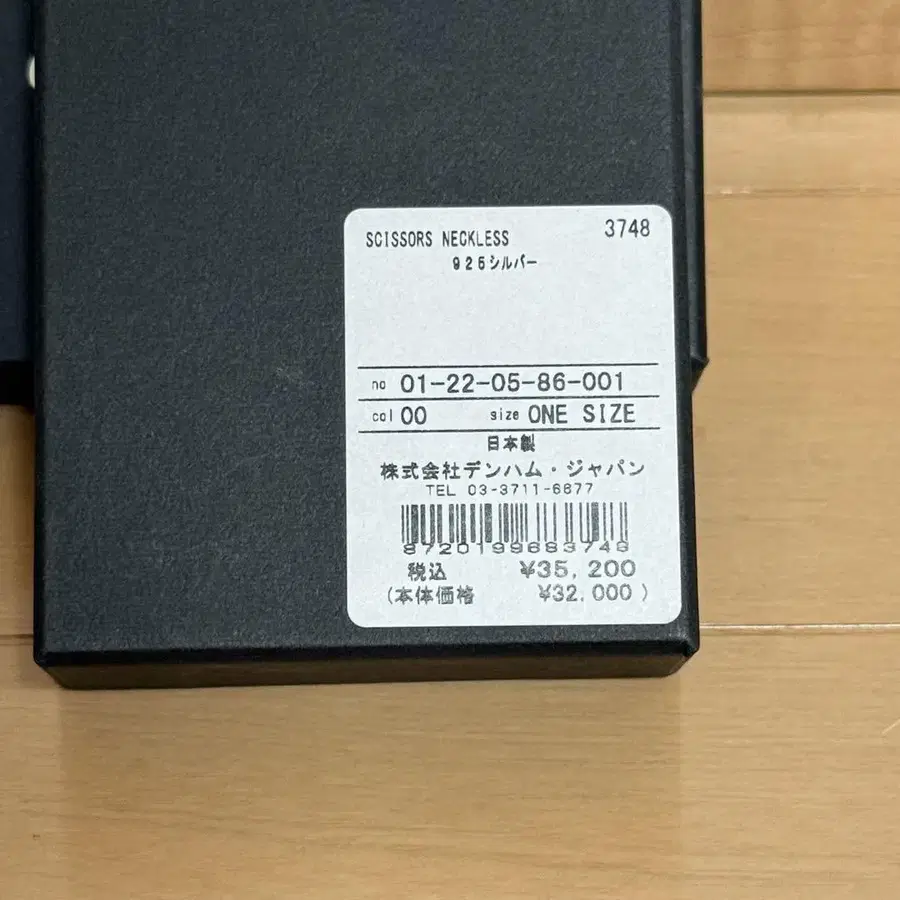 SCISSORS NECKLESS 3748
925シルバー
no 01-22-05-86-001
col 00 size ONE SIZE
日本製
株式会社デンハム・ジャパン
TEL 03-3711-6877
8720199683748
税込 ¥35,200
(本体価格 ¥32,000)